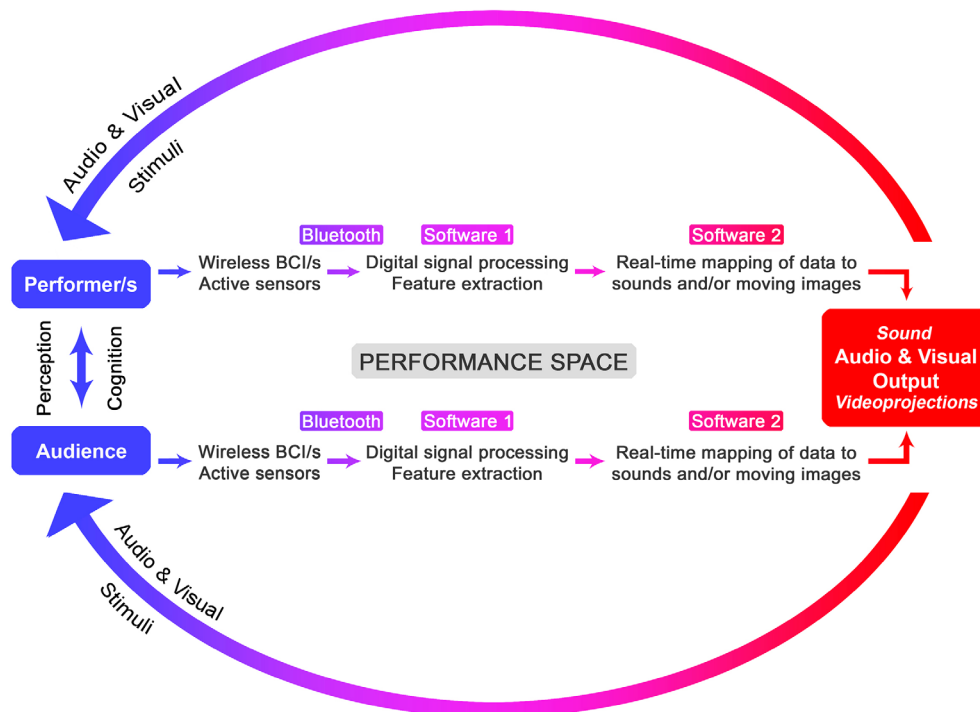 Audio & Visual
Stimuli
Bluetooth
Software 1
Software 2
Performer/s
Wireless BCI/s
Active sensors
Digital signal processing
Feature extraction
Real-time mapping of data to
sounds and/or moving images
Perception
Cognition
PERFORMANCE SPACE
Sound
Audio & Visual
Output
Videoprojections
Bluetooth
Software 1
Software 2
Audience
Wireless BCI/s
Active sensors
Digital signal processing
Feature extraction
Real-time mapping of data to
sounds and/or moving images
Audio & Visual
Stimuli